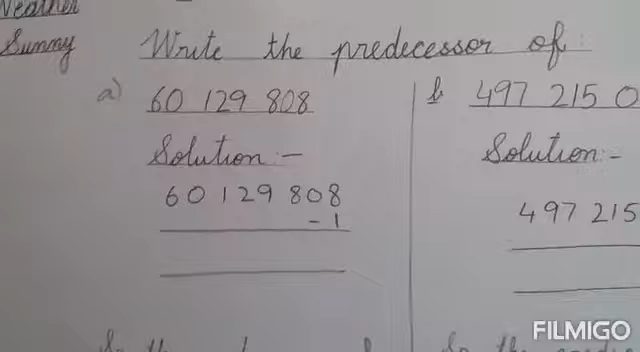 Weather
Sunny
Write the predecessor of :
a) 60 129 808
Solution :-
60 129 808
- 1
b 497 215 0
Solution :-
497 215
FILMIGO